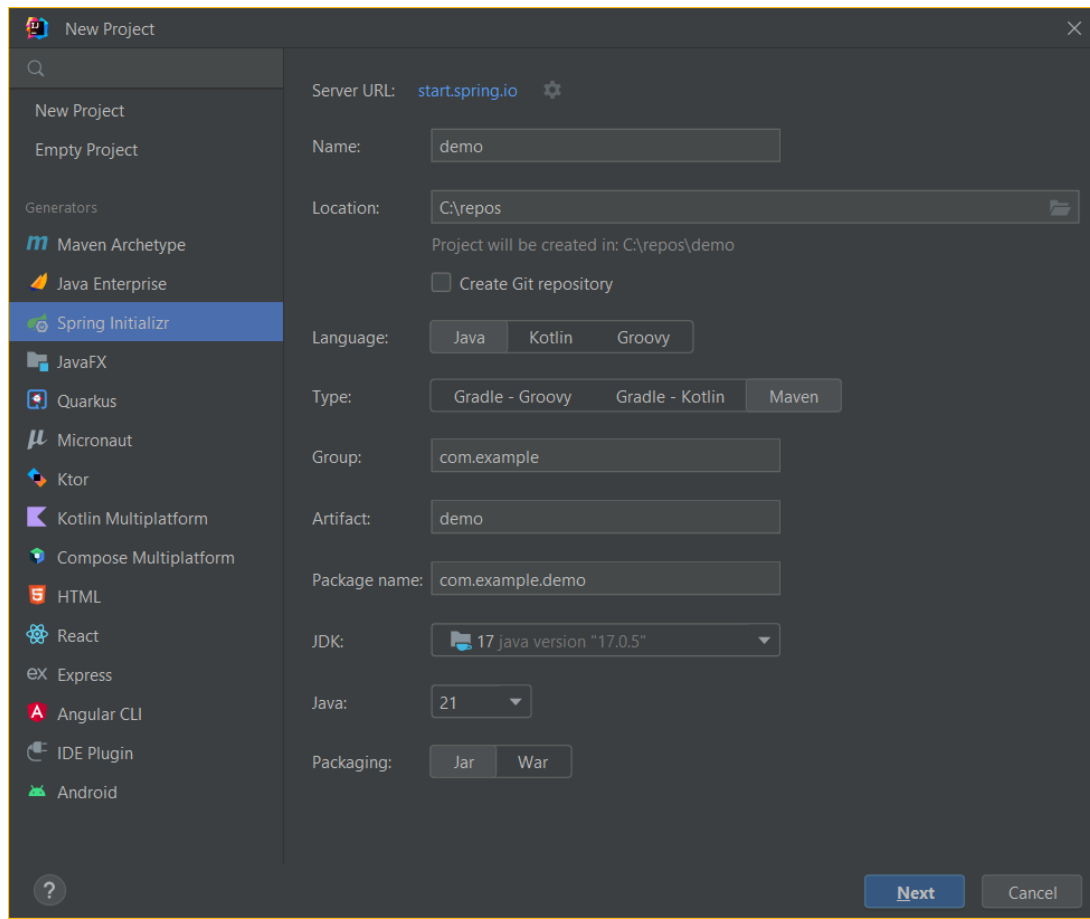 New Project
New Project
Empty Project
Generators
m Maven Archetype
Java Enterprise
Spring Initializr
JavaFX
Quarkus
μ Micronaut
Ktor
Kotlin Multiplatform
Compose Multiplatform
5 HTML
React
ex Express
A Angular CLI
IDE Plugin
Android
Server URL: start.spring.io
Name: demo
Location: C:\repos
Project will be created in: C:\repos\demo
Create Git repository
Language: Java Kotlin Groovy
Type: Gradle - Groovy Gradle - Kotlin Maven
Group: com.example
Artifact: demo
Package name: com.example.demo
JDK: 17 java version "17.0.5"
Java: 21
Packaging: Jar War
? Next Cancel